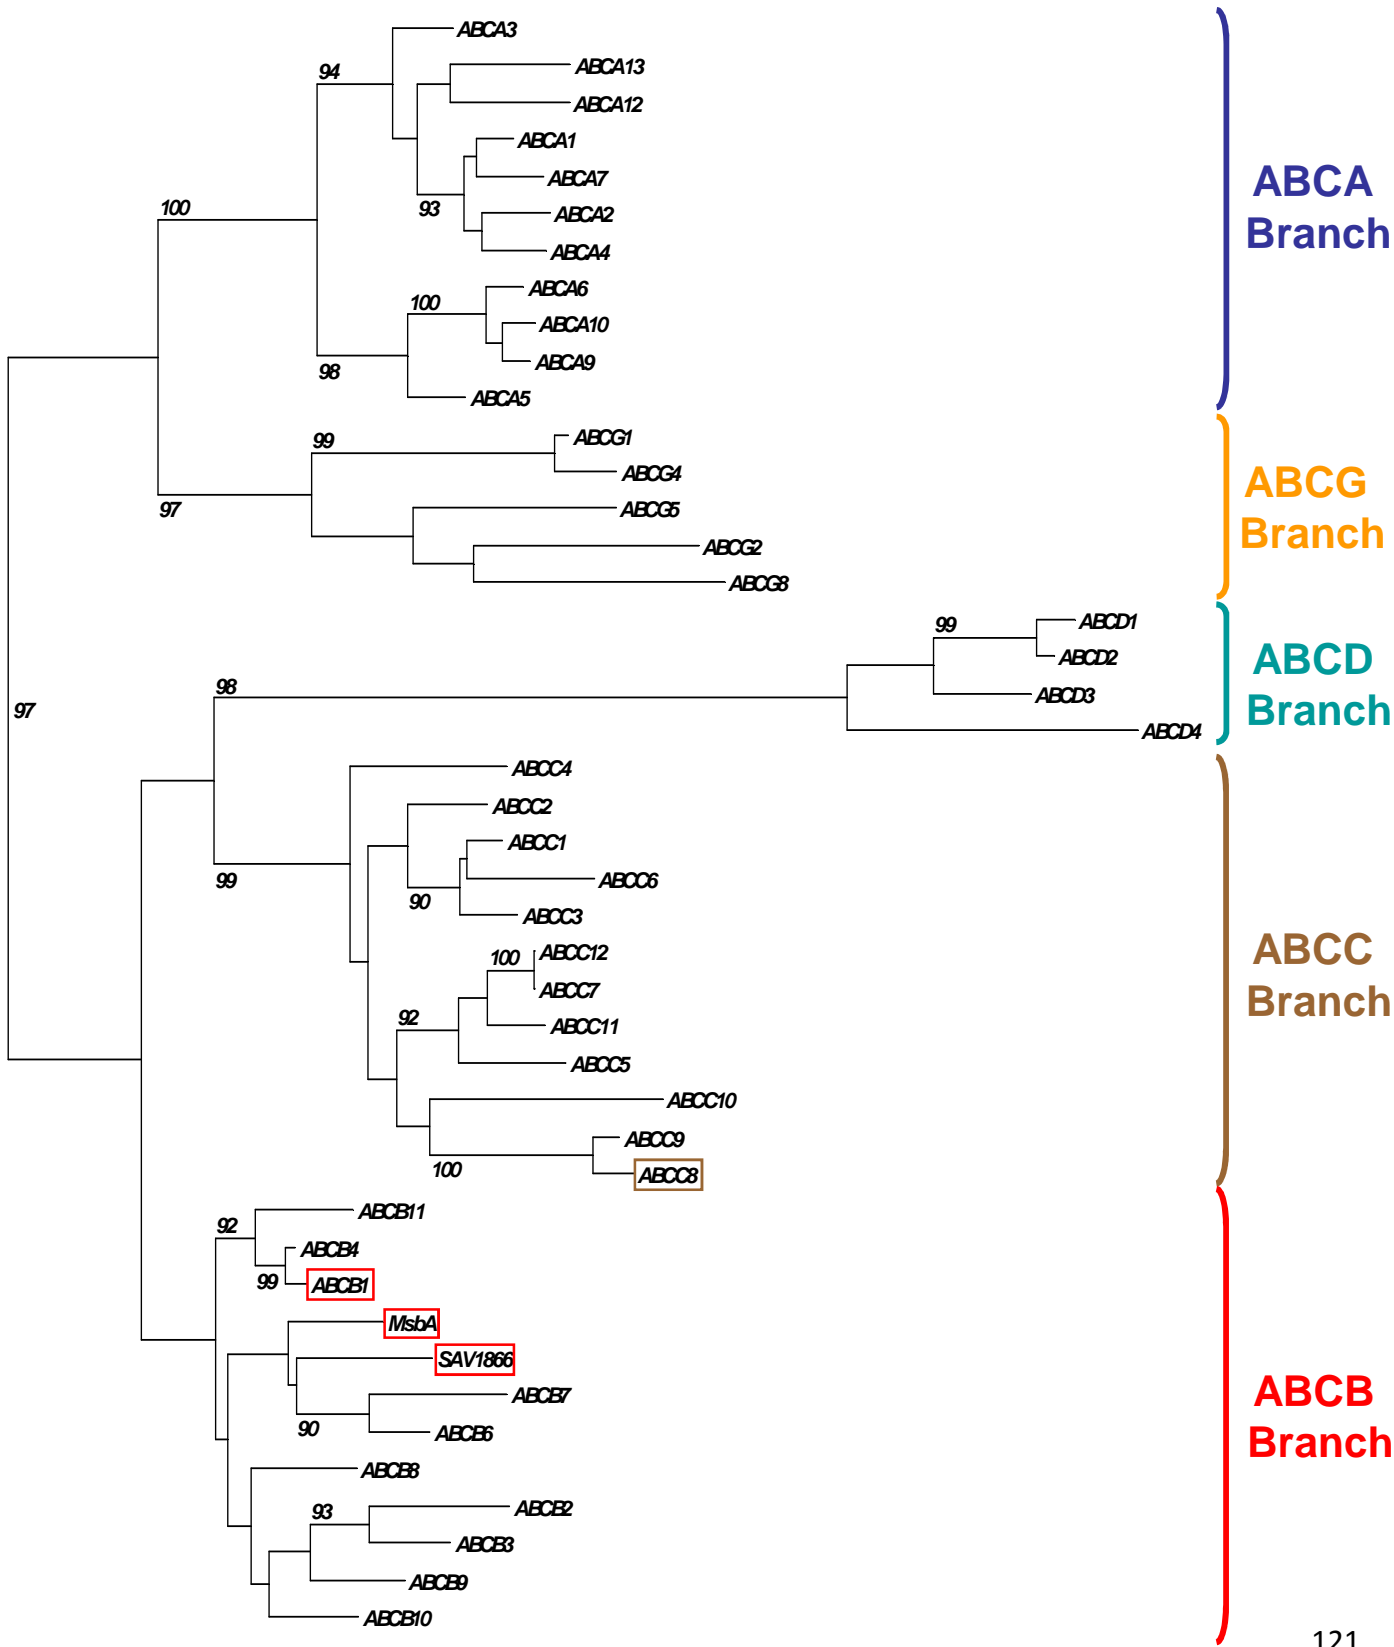 ABCA3
94
ABCA13
ABCA12
ABCA1
ABCA7
93
ABCA2
100
ABCA4
ABCA6
100
ABCA10
ABCA9
98
ABCA5
ABCA
Branch
ABCG1
99
ABCG4
97
ABCG5
ABCG2
ABCG8
ABCG
Branch
97
ABCD1
99
ABCD2
98
ABCD3
ABCD4
ABCD
Branch
ABCC4
ABCC2
ABCC1
99
ABCC6
90
ABCC3
ABCC12
100
ABCC7
92
ABCC11
ABCC5
ABCC10
ABCC9
100
ABCC8
ABCC
Branch
ABCB11
92
ABCB4
99
ABCB1
MsbA
SAV1866
ABCB7
90
ABCB6
ABCB8
93
ABCB2
ABCB3
ABCB9
ABCB10
ABCB
Branch
121